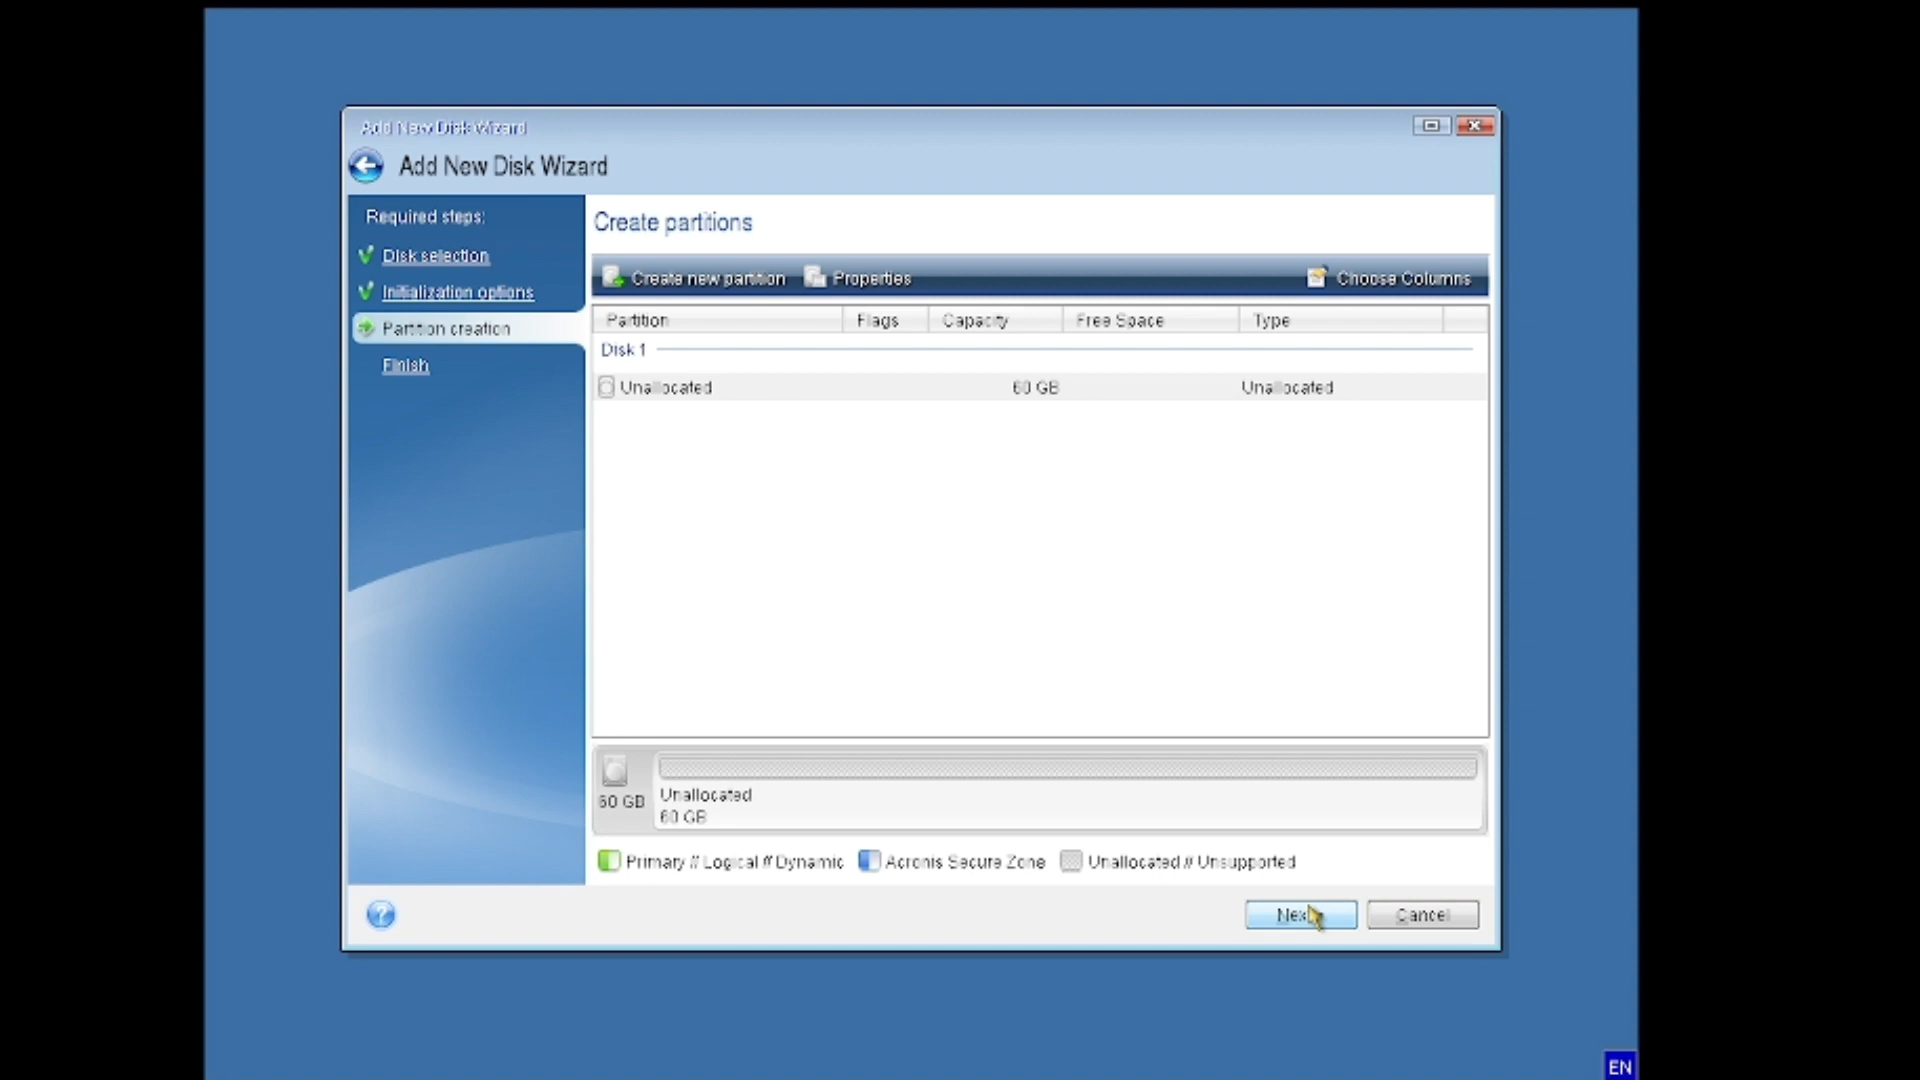 Add New Disk Wizard
Add New Disk Wizard
Required steps:
Disk selection
Initialization options
Partition creation
Finish
Create partitions
Create new partition Properties Choose Columns
Partition Flags Capacity Free Space Type
Disk 1
Unallocated 60 GB Unallocated
60 GB
Unallocated
60 GB
Primary // Logical // Dynamic Acronis Secure Zone Unallocated // Unsupported
Next Cancel
EN